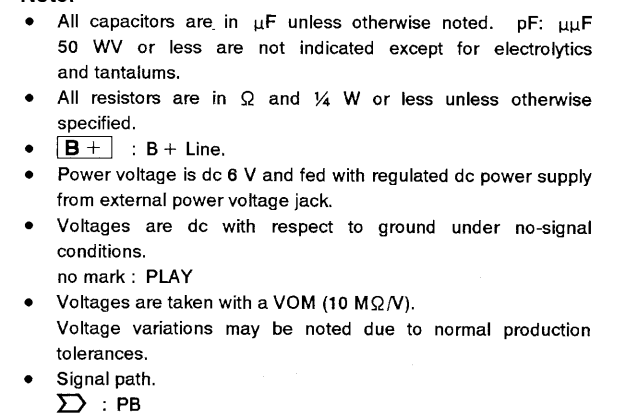 • All capacitors are in μF unless otherwise noted. pF: μμF
50 WV or less are not indicated except for electrolytics
and tantalums.
• All resistors are in Ω and ¼ W or less unless otherwise
specified.
• B + : B + Line.
• Power voltage is dc 6 V and fed with regulated dc power supply
from external power voltage jack.
• Voltages are dc with respect to ground under no-signal
conditions.
no mark : PLAY
• Voltages are taken with a VOM (10 MΩ/V).
Voltage variations may be noted due to normal production
tolerances.
• Signal path.
: PB